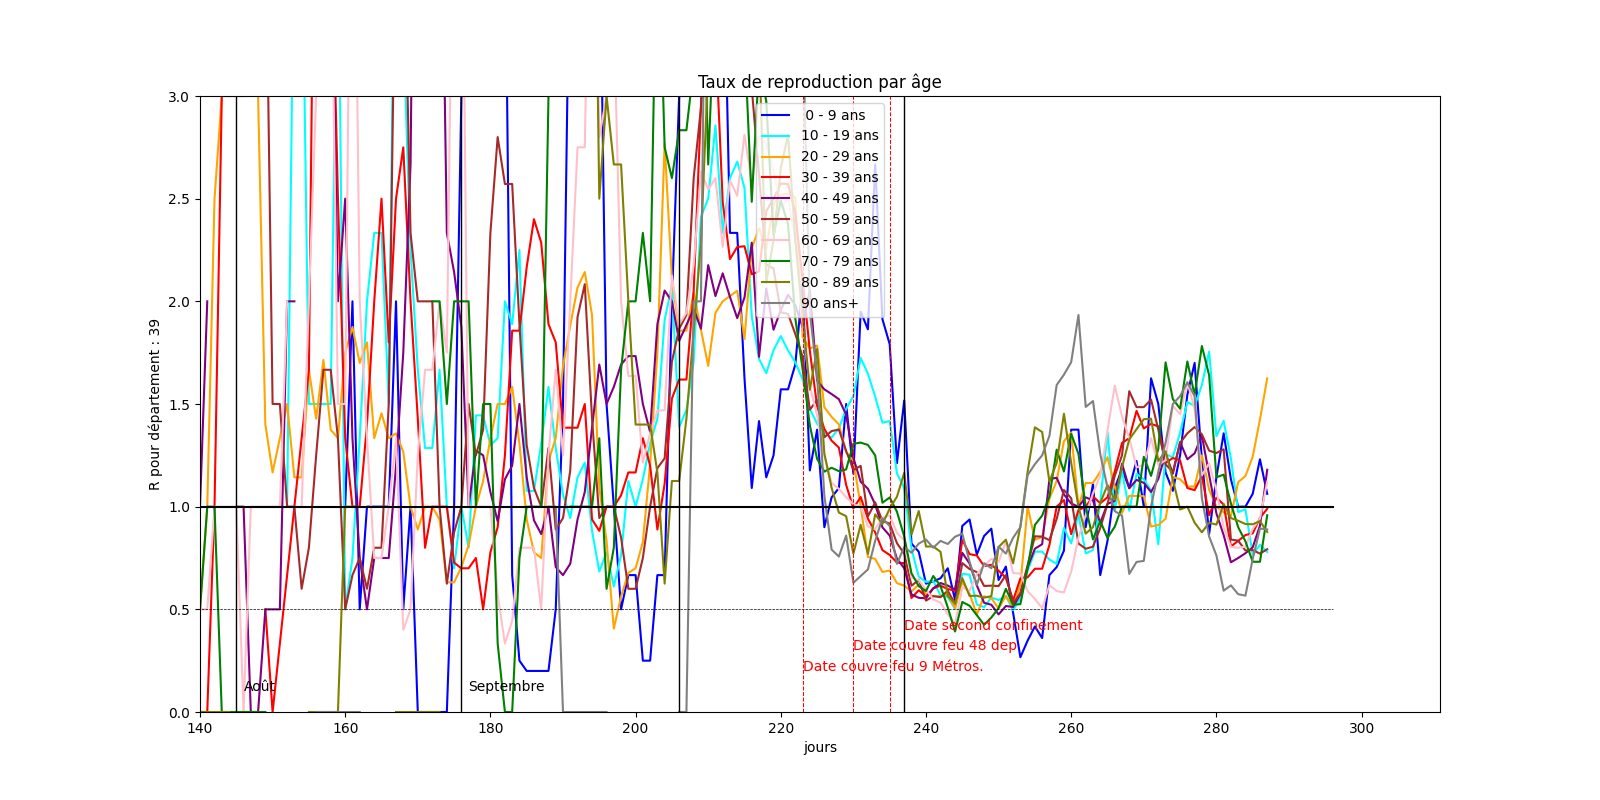 Taux de reproduction par âge
3.0
2.5
2.0
1.5
1.0
0.5
0.0
R pour département : 39
0 - 9 ans
10 - 19 ans
20 - 29 ans
30 - 39 ans
40 - 49 ans
50 - 59 ans
60 - 69 ans
70 - 79 ans
80 - 89 ans
90 ans+
Date second confinement
Date couvre feu 48 dep
Date couvre feu 9 Métros.
Août
Septembre
140
160
180
200
220
240
260
280
300
jours